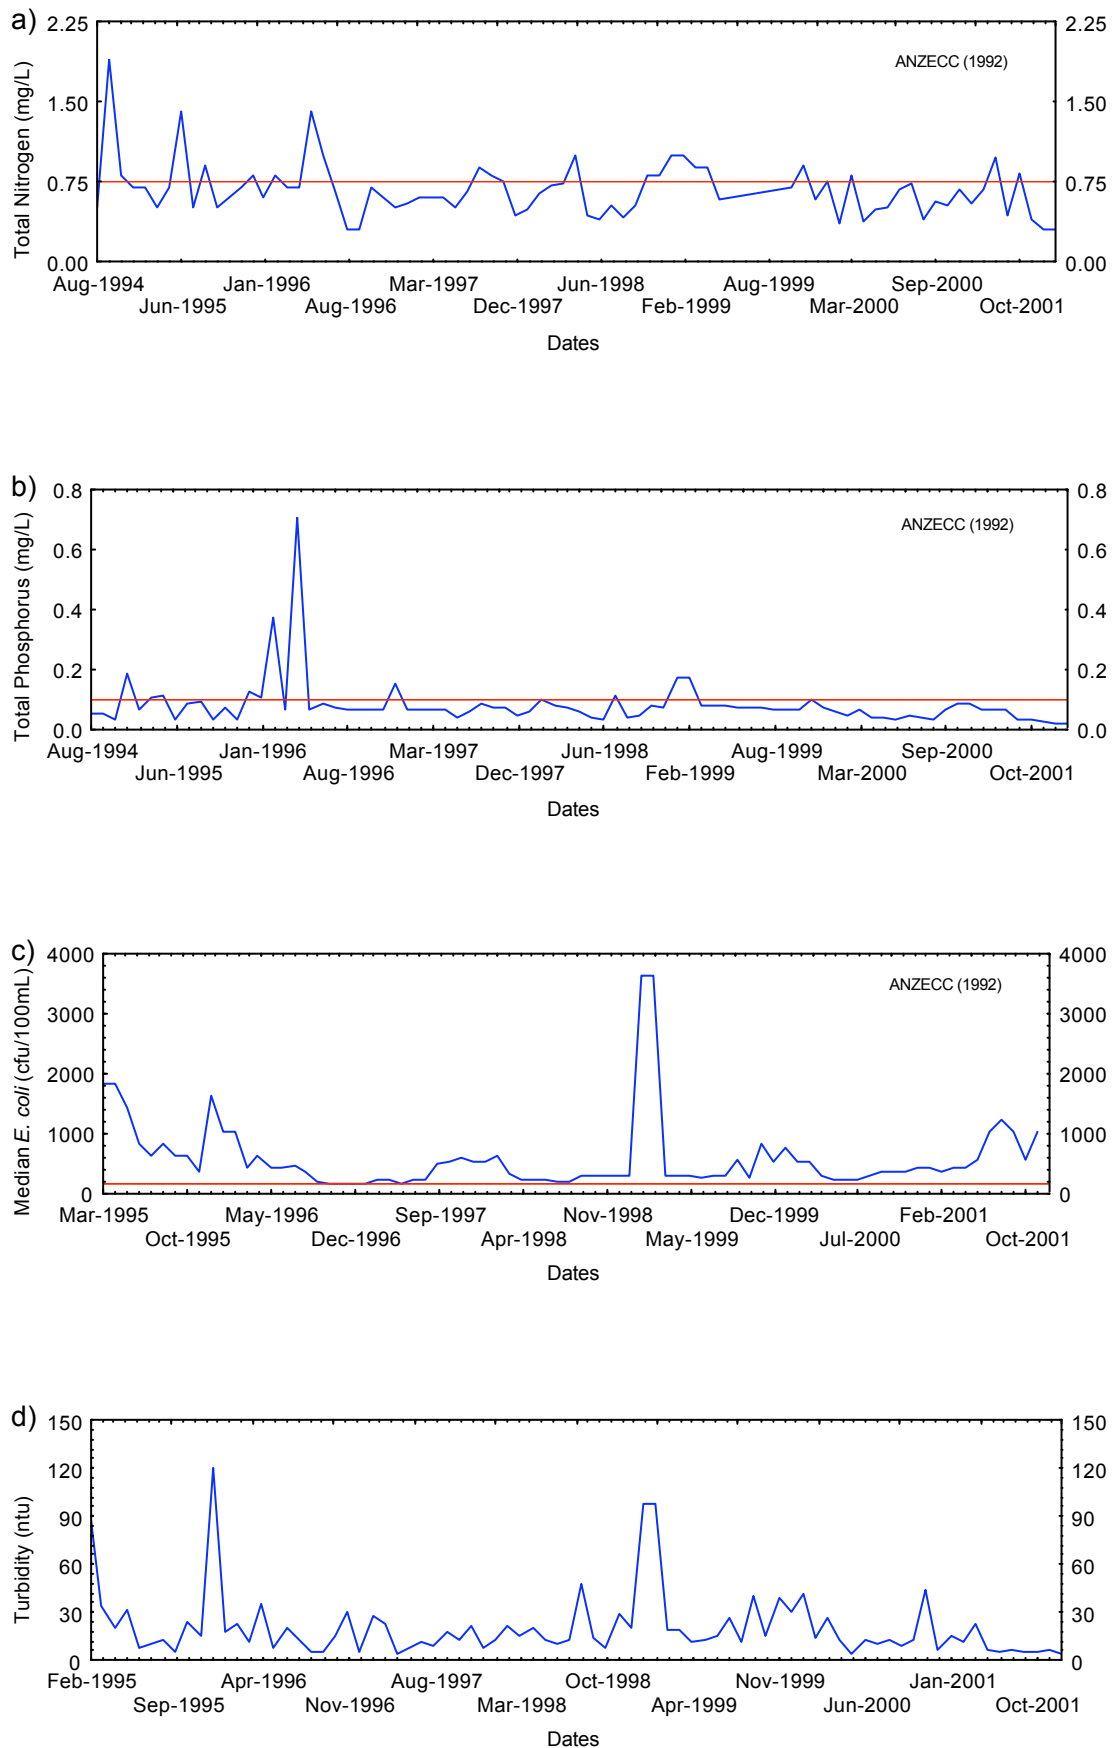 a)
2.25 2.25
ANZECC (1992)
1.50 1.50
0.75 0.75
0.00 0.00
Total Nitrogen (mg/L)
Aug-1994 Jan-1996 Mar-1997 Jun-1998 Aug-1999 Sep-2000
Jun-1995 Aug-1996 Dec-1997 Feb-1999 Mar-2000 Oct-2001
Dates
b)
0.8 0.8
ANZECC (1992)
0.6 0.6
0.4 0.4
0.2 0.2
0.0 0.0
Total Phosphorus (mg/L)
Aug-1994 Jan-1996 Mar-1997 Jun-1998 Aug-1999 Sep-2000
Jun-1995 Aug-1996 Dec-1997 Feb-1999 Mar-2000 Oct-2001
Dates
c)
4000 4000
ANZECC (1992)
3000 3000
2000 2000
1000 1000
0 0
Median E. coli (cfu/100mL)
Mar-1995 May-1996 Sep-1997 Nov-1998 Dec-1999 Feb-2001
Oct-1995 Dec-1996 Apr-1998 May-1999 Jul-2000 Oct-2001
Dates
d)
150 150
120 120
90 90
60 60
30 30
0 0
Turbidity (ntu)
Feb-1995 Apr-1996 Aug-1997 Oct-1998 Nov-1999 Jan-2001
Sep-1995 Nov-1996 Mar-1998 Apr-1999 Jun-2000 Oct-2001
Dates